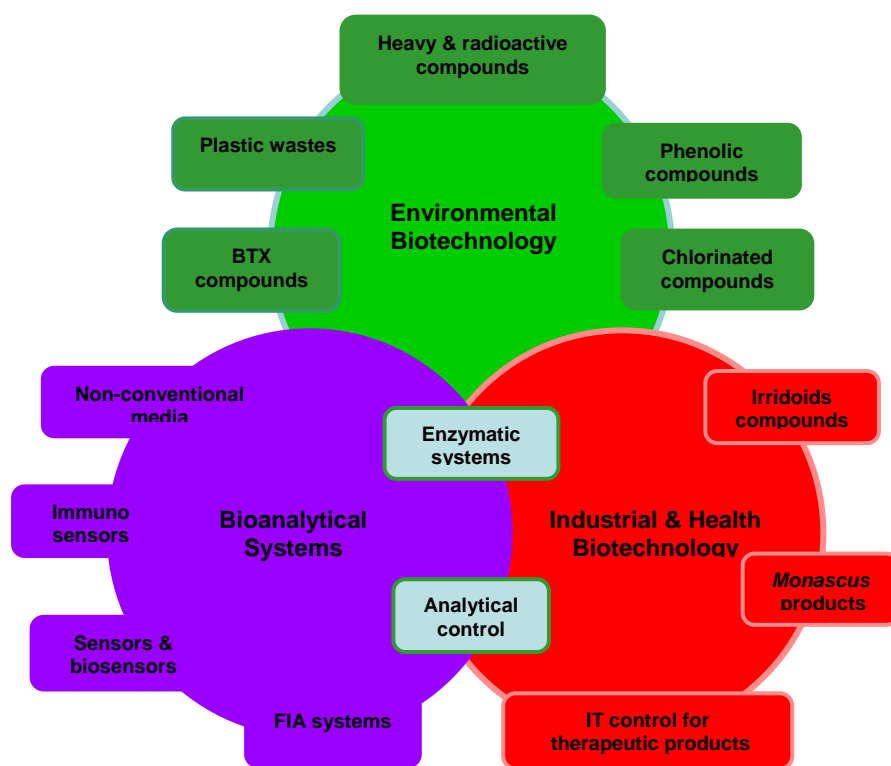 Heavy & radioactive
compounds
Plastic wastes
Phenolic
compounds
Environmental
Biotechnology
BTX
compounds
Chlorinated
compounds
Non-conventional
media
Irridoids
compounds
Enzymatic
systems
Immuno
sensors
Bioanalytical
Systems
Industrial & Health
Biotechnology
Monascus
products
Analytical
control
Sensors &
biosensors
FIA systems
IT control for
therapeutic products